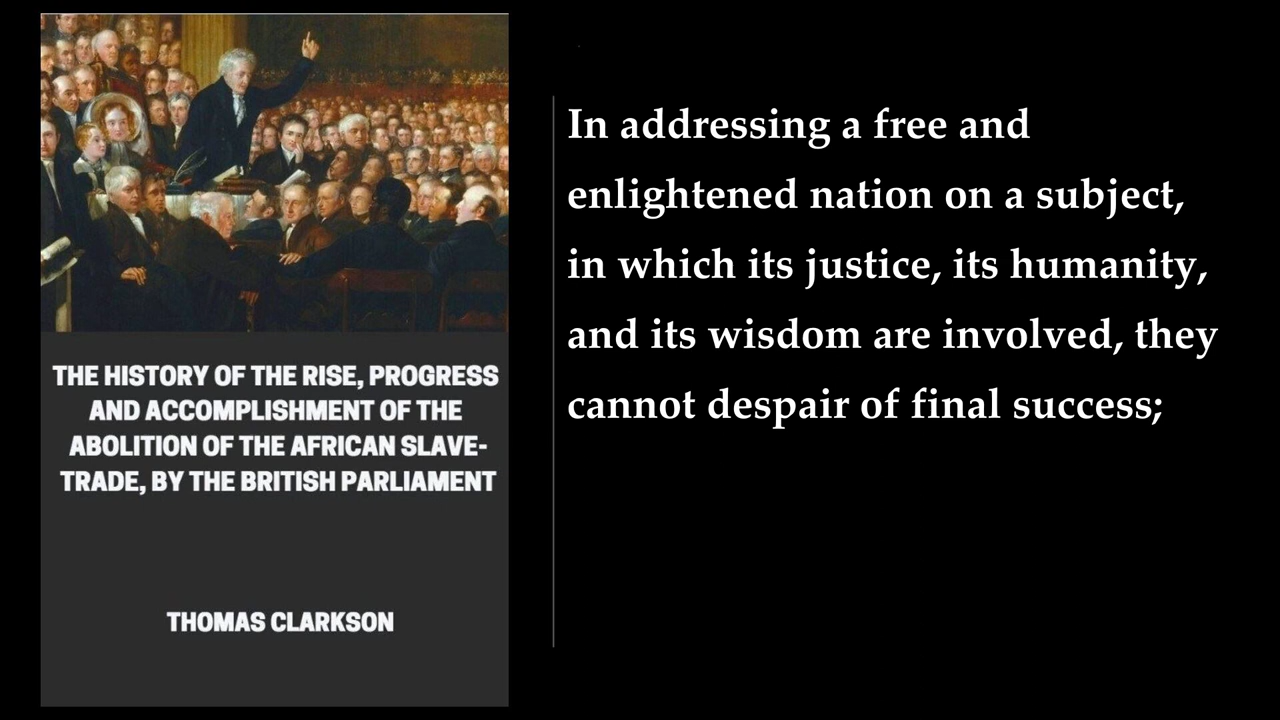 THE HISTORY OF THE RISE, PROGRESS
AND ACCOMPLISHMENT OF THE
ABOLITION OF THE AFRICAN SLAVE-
TRADE, BY THE BRITISH PARLIAMENT
THOMAS CLARKSON
In addressing a free and
enlightened nation on a subject,
in which its justice, its humanity,
and its wisdom are involved, they
cannot despair of final success;